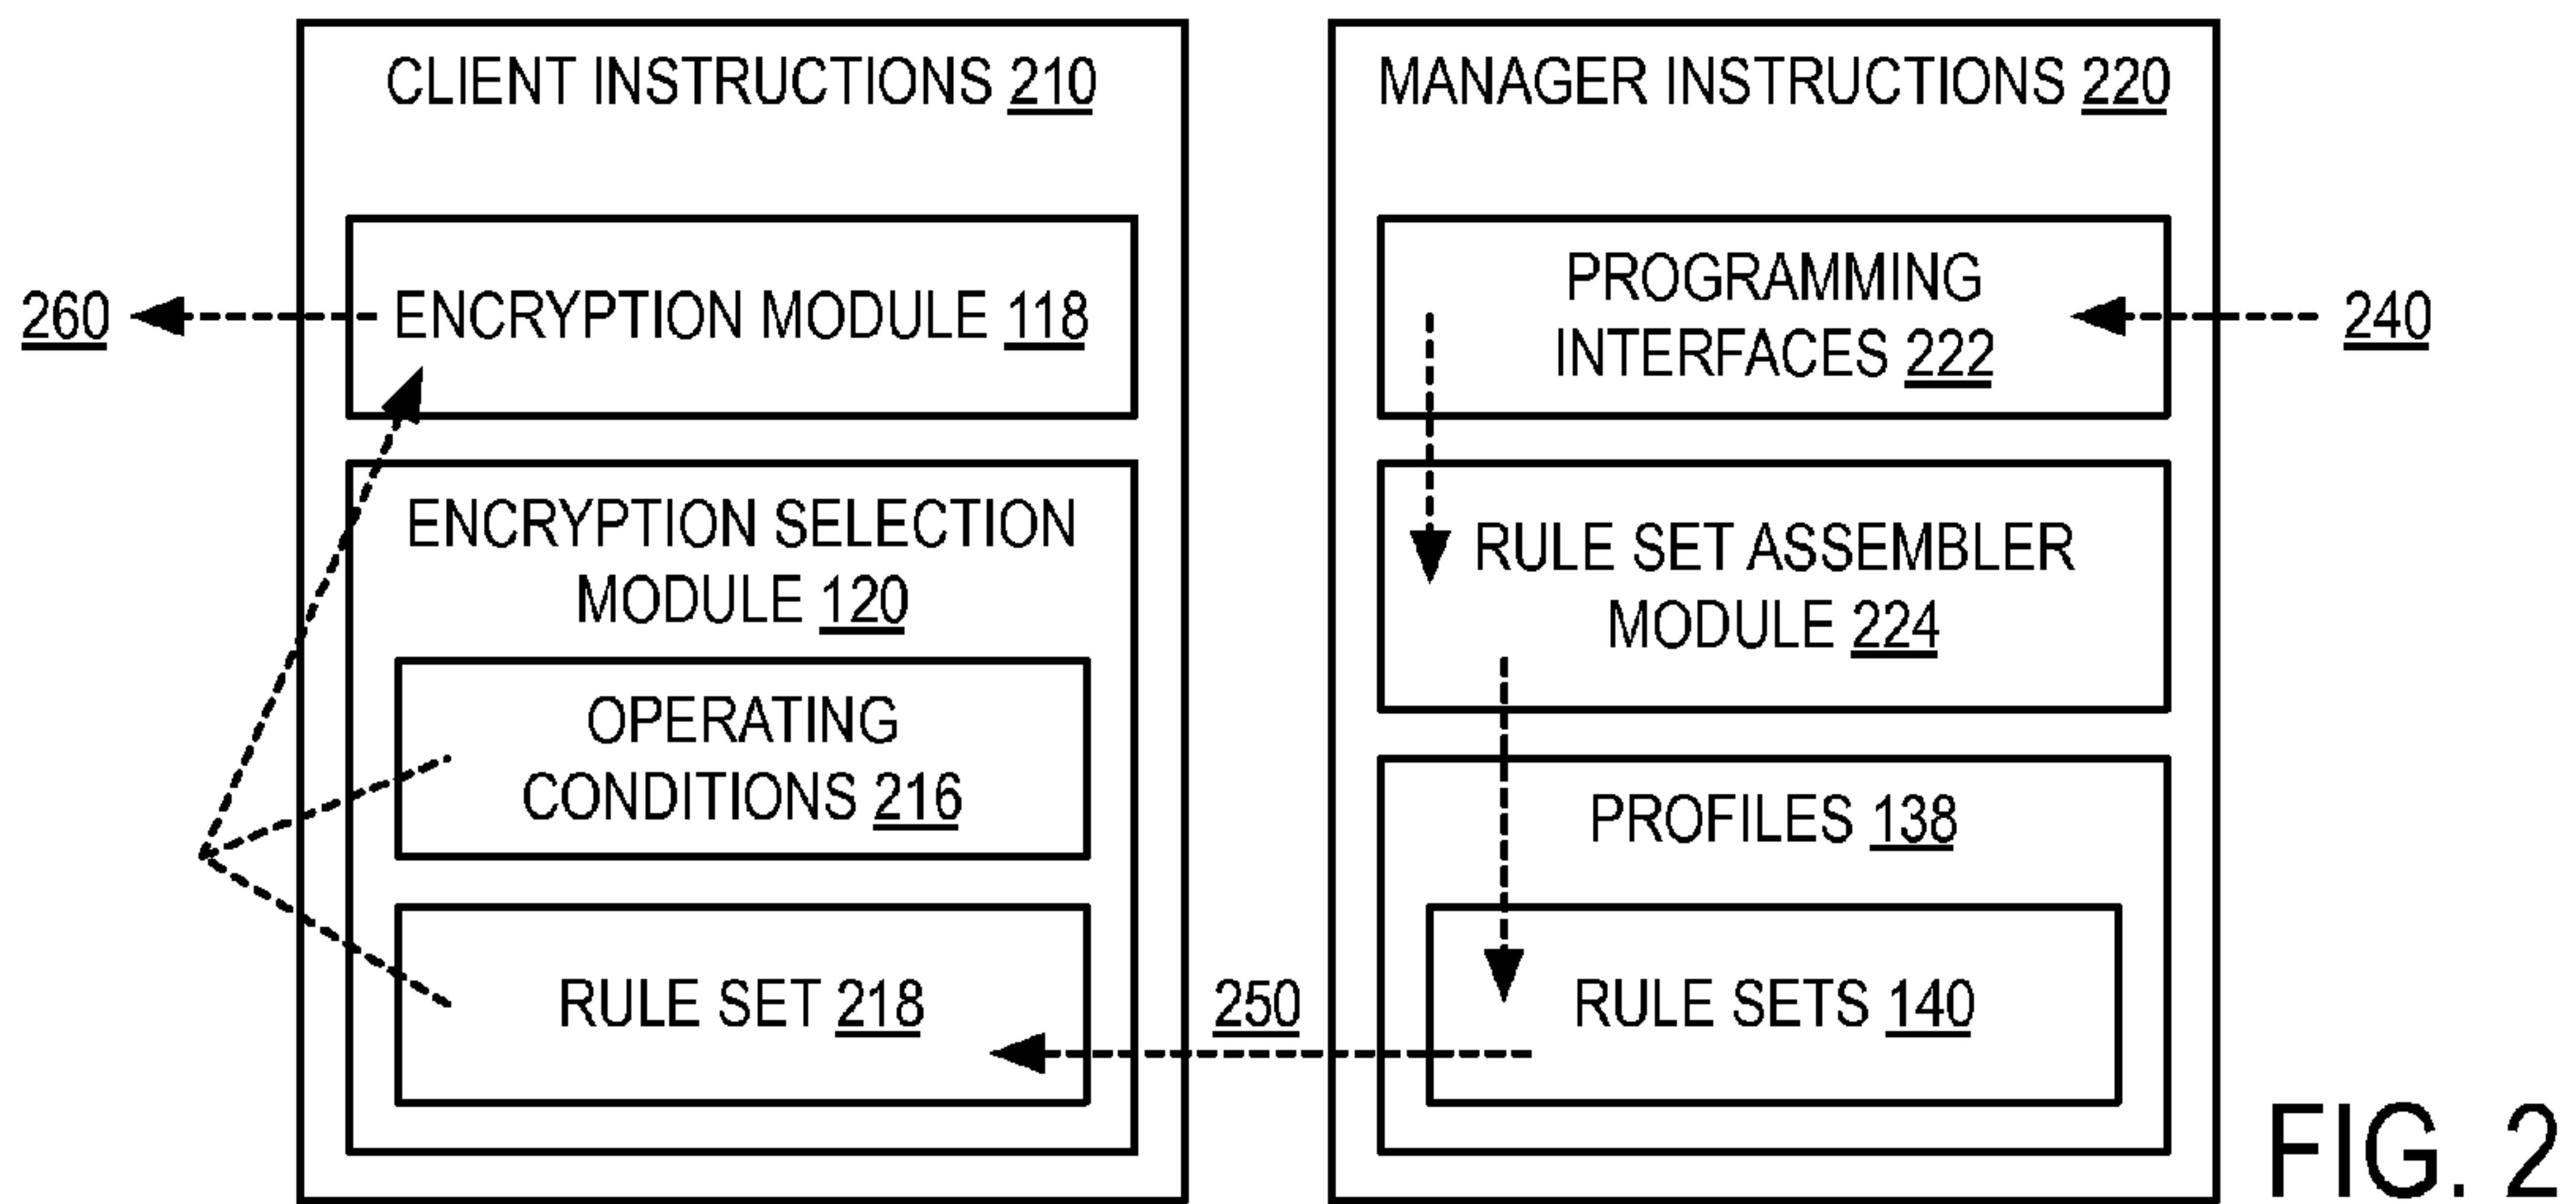 CLIENT INSTRUCTIONS 210
ENCRYPTION MODULE 118
260
ENCRYPTION SELECTION
MODULE 120
OPERATING
CONDITIONS 216
RULE SET 218
250
MANAGER INSTRUCTIONS 220
PROGRAMMING
INTERFACES 222
240
RULE SET ASSEMBLER
MODULE 224
PROFILES 138
RULE SETS 140
FIG. 2